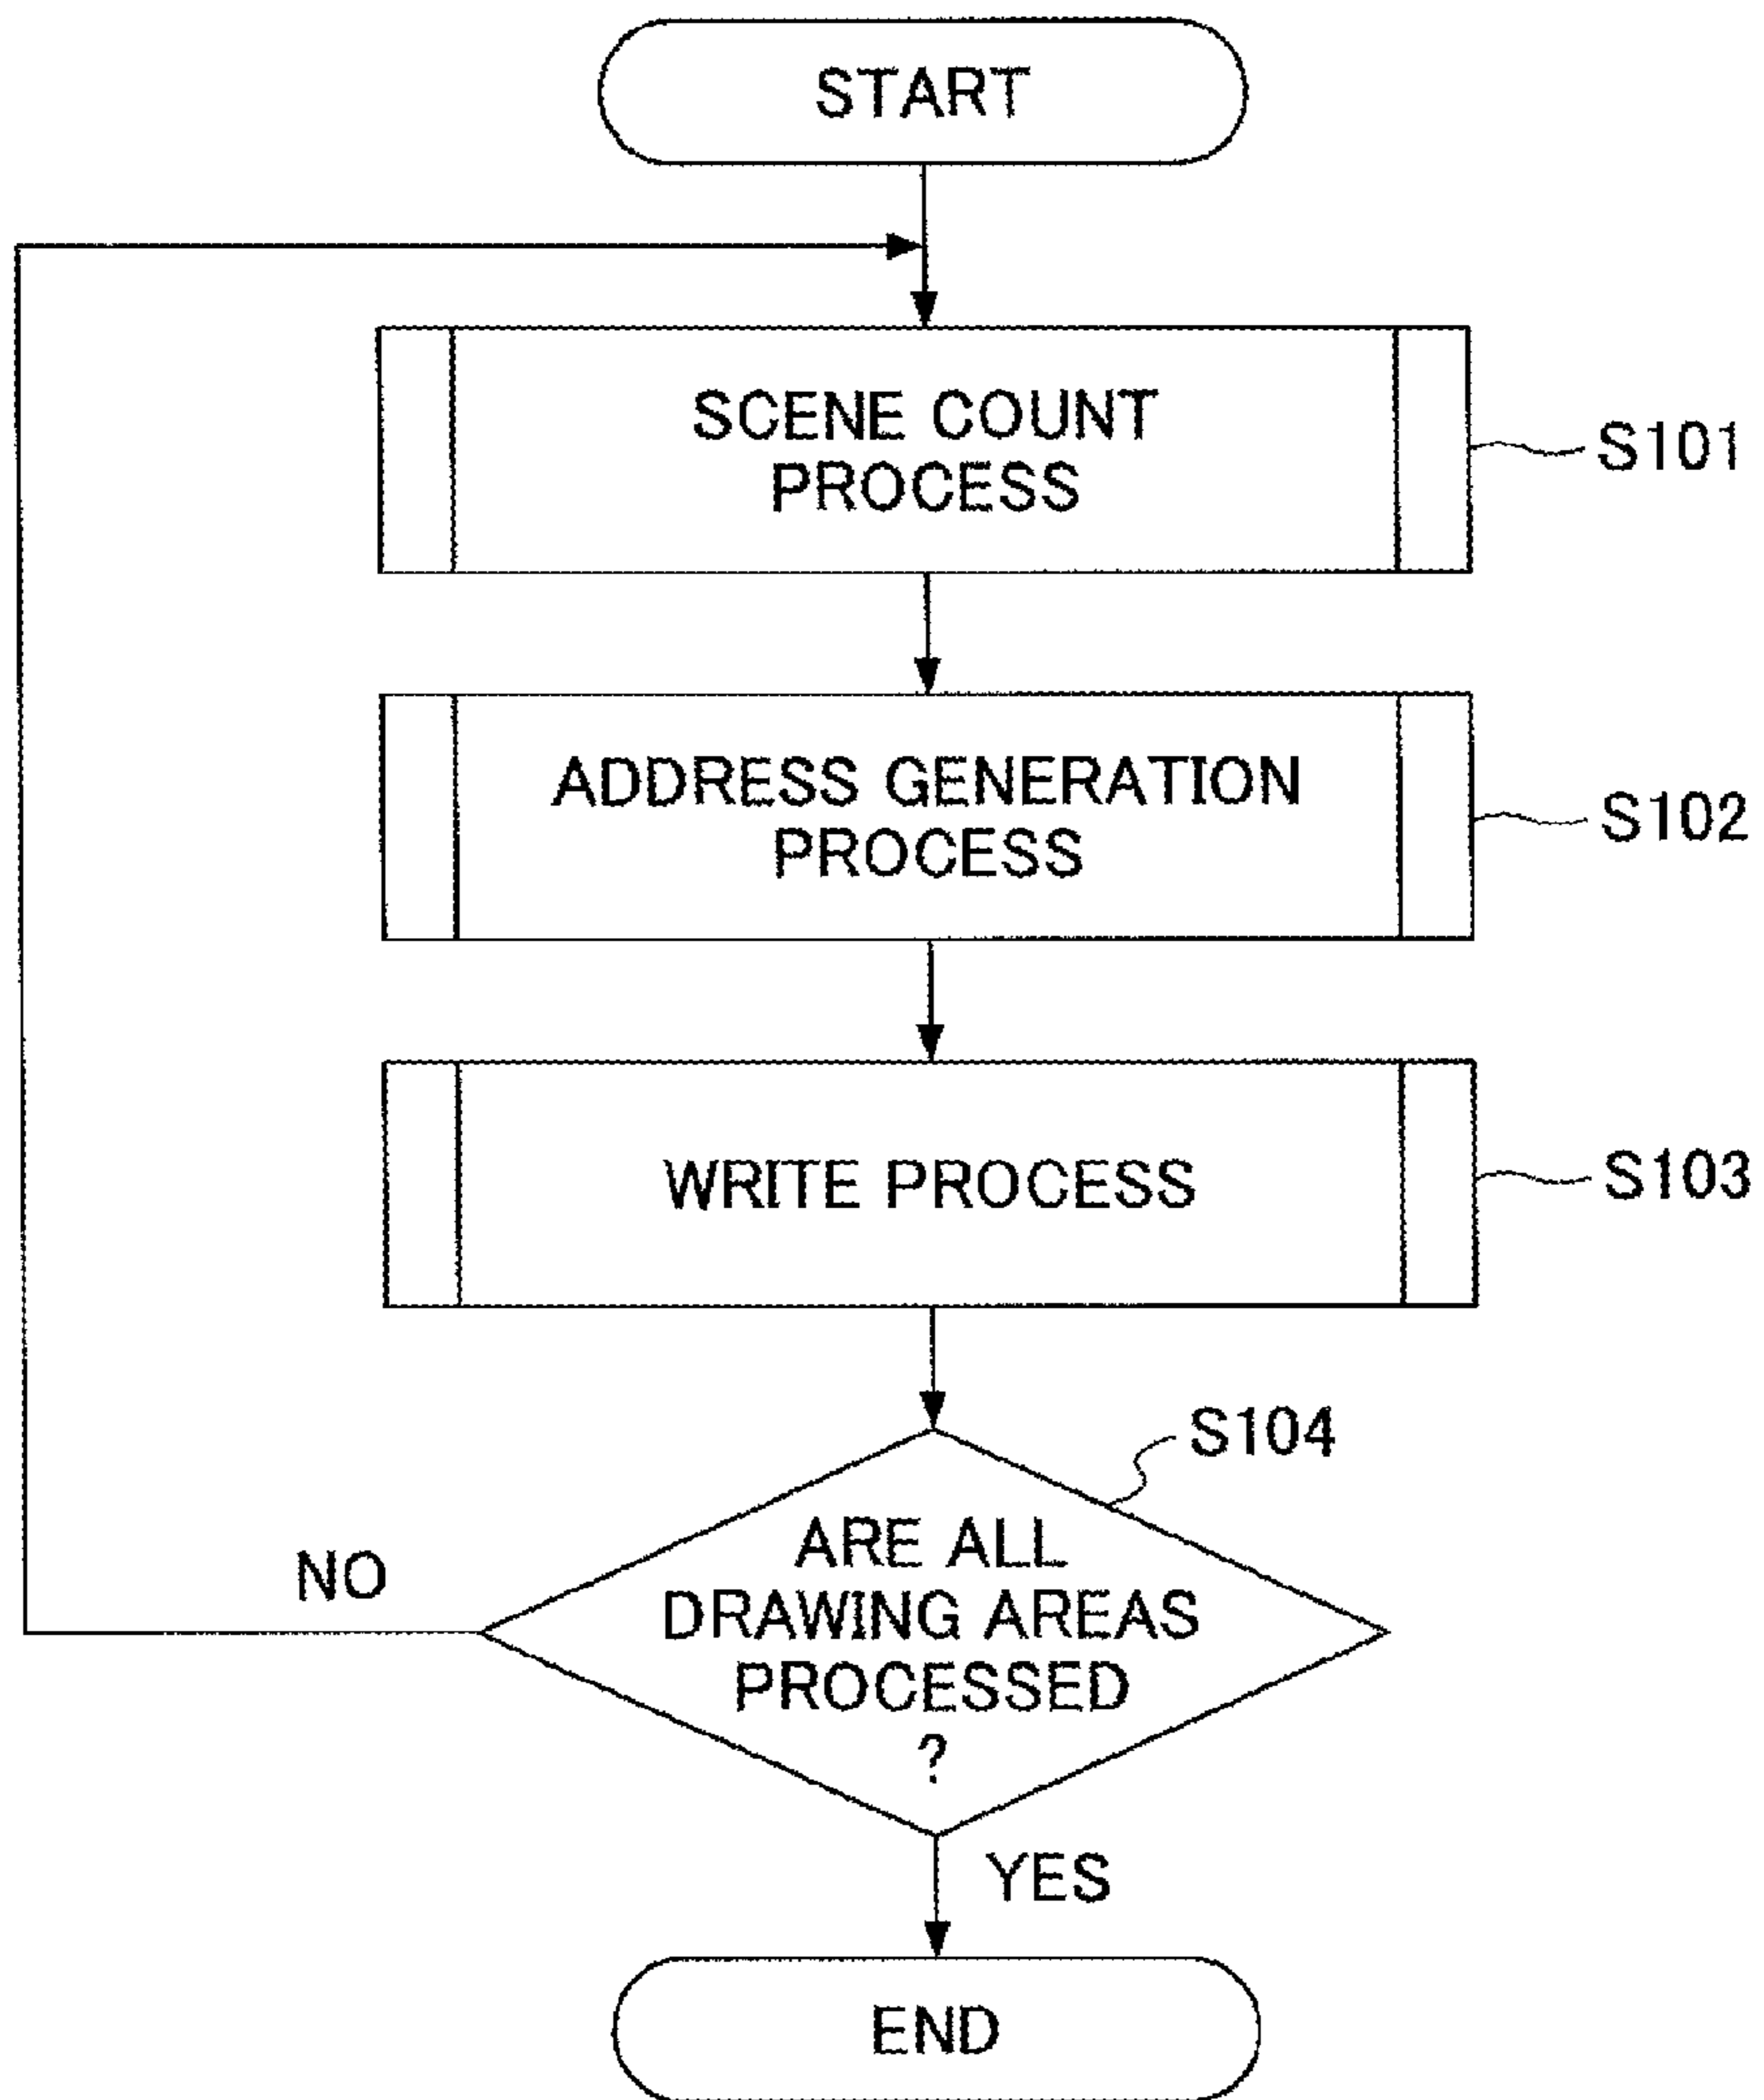 START
SCENE COUNT
PROCESS
S101
ADDRESS GENERATION
PROCESS
S102
WRITE PROCESS
S103
S104
ARE ALL
DRAWING AREAS
PROCESSED
?
NO
YES
END